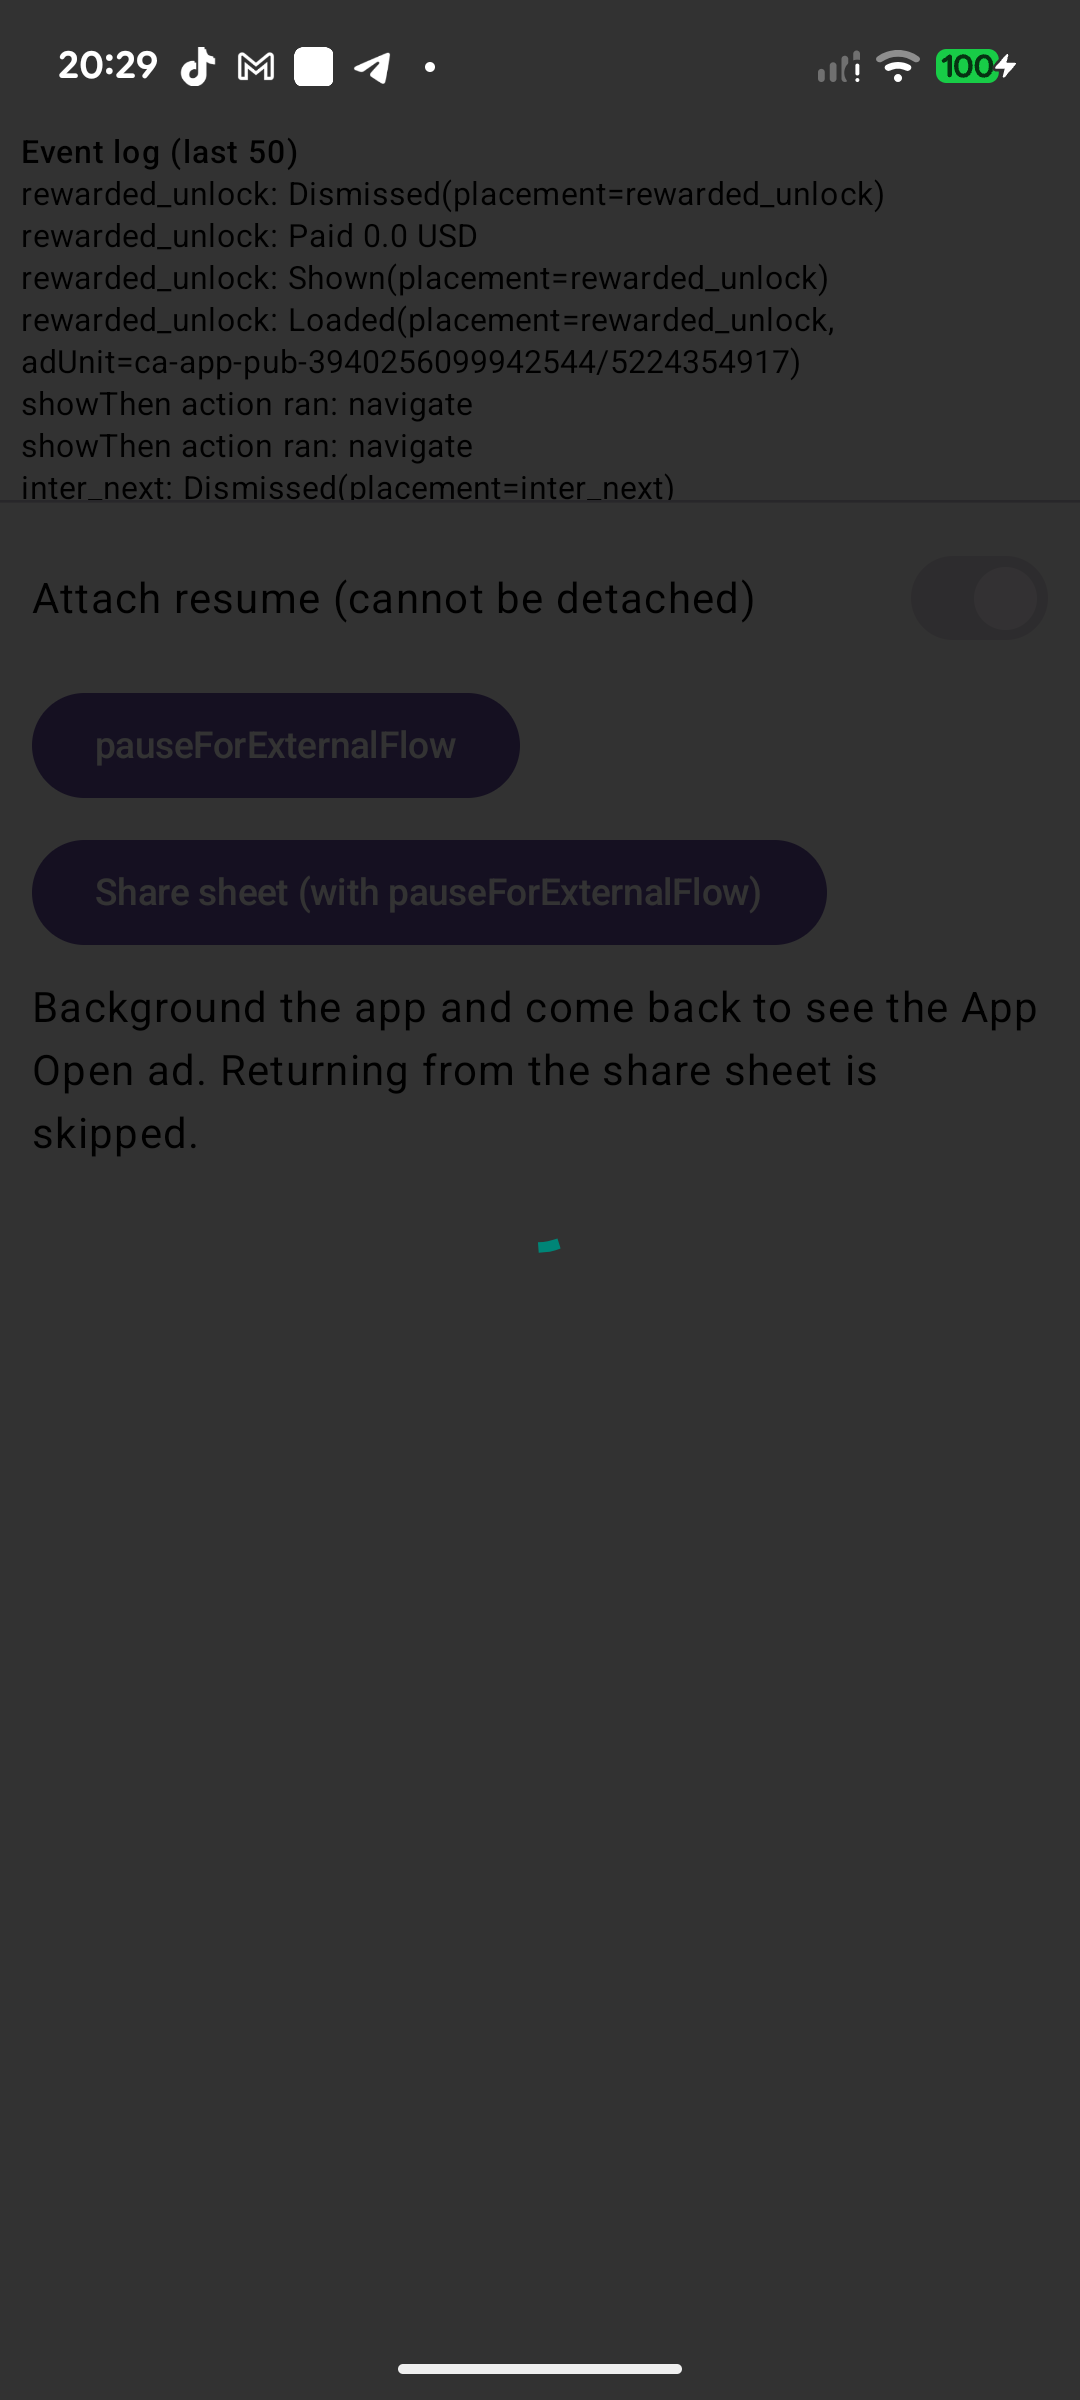 20:29
100
Event log (last 50)
rewarded_unlock: Dismissed(placement=rewarded_unlock)
rewarded_unlock: Paid 0.0 USD
rewarded_unlock: Shown(placement=rewarded_unlock)
rewarded_unlock: Loaded(placement=rewarded_unlock,
adUnit=ca-app-pub-3940256099942544/5224354917)
showThen action ran: navigate
showThen action ran: navigate
inter_next: Dismissed(placement=inter_next)
Attach resume (cannot be detached)
pauseForExternalFlow
Share sheet (with pauseForExternalFlow)
Background the app and come back to see the App
Open ad. Returning from the share sheet is
skipped.